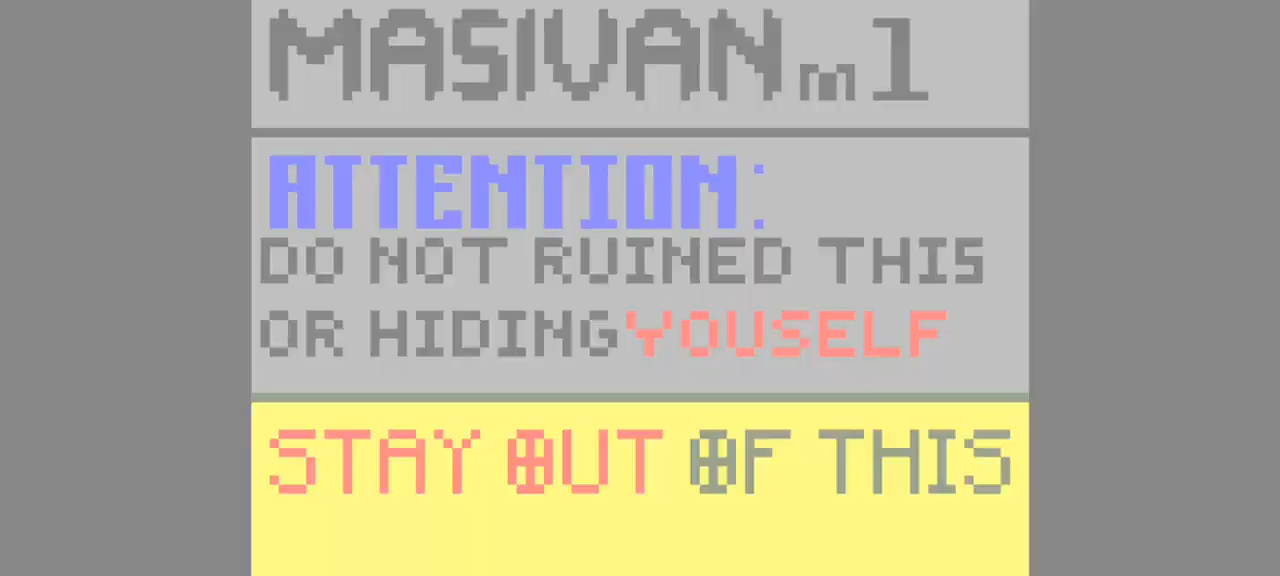 MASIVAN m1
ATTENTION:
DO NOT RUINED THIS
OR HIDING YOUSELF
STAY OUT OF THIS